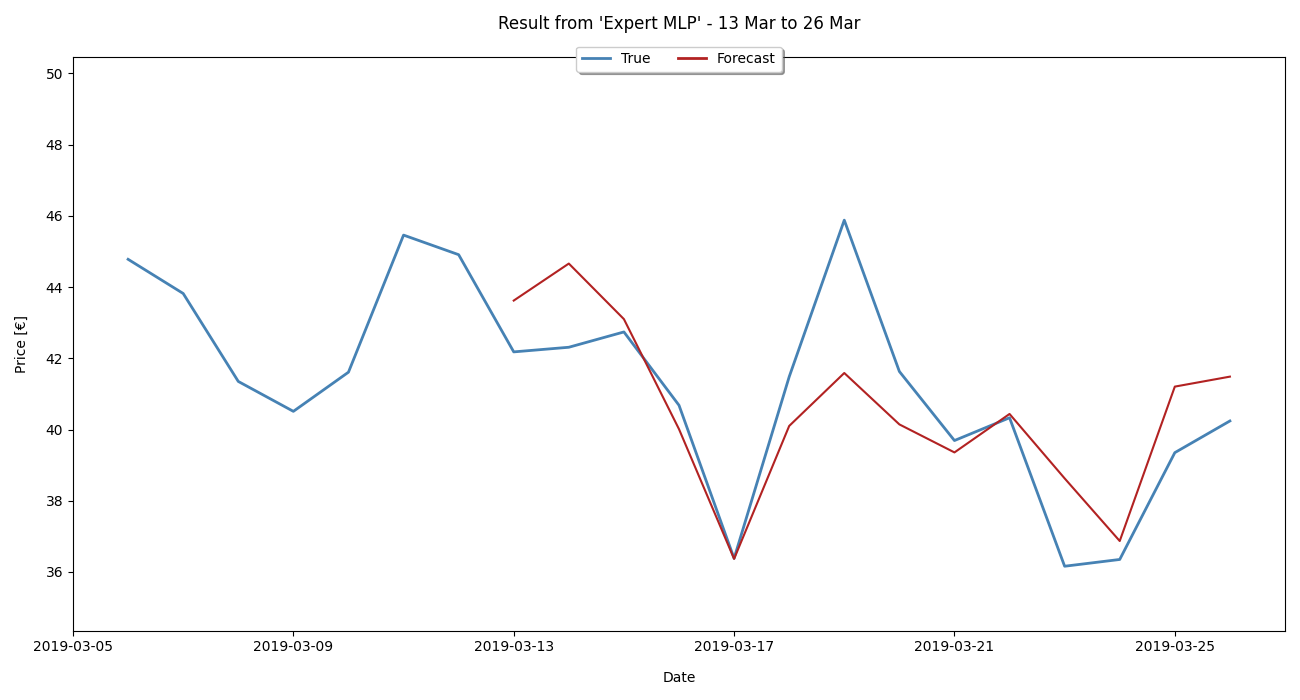 Result from 'Expert MLP' - 13 Mar to 26 Mar
True Forecast
50
48
46
44
42
40
38
36
Price [€]
2019-03-05 2019-03-09 2019-03-13 2019-03-17 2019-03-21 2019-03-25
Date